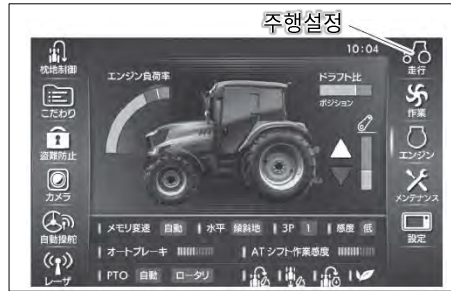 주행설정
10:04
枕地制御
こだわり
盗難防止
カメラ
自動操舵
レーザ
エンジン負荷率
ドラフト比
ポジション
走行
作業
エンジン
メンテナンス
設定
メモリ変速 自動 水平 傾斜地 3P 1 感度 低
オートブレーキ ATシフト作業感度
PTO 自動 ロータリ